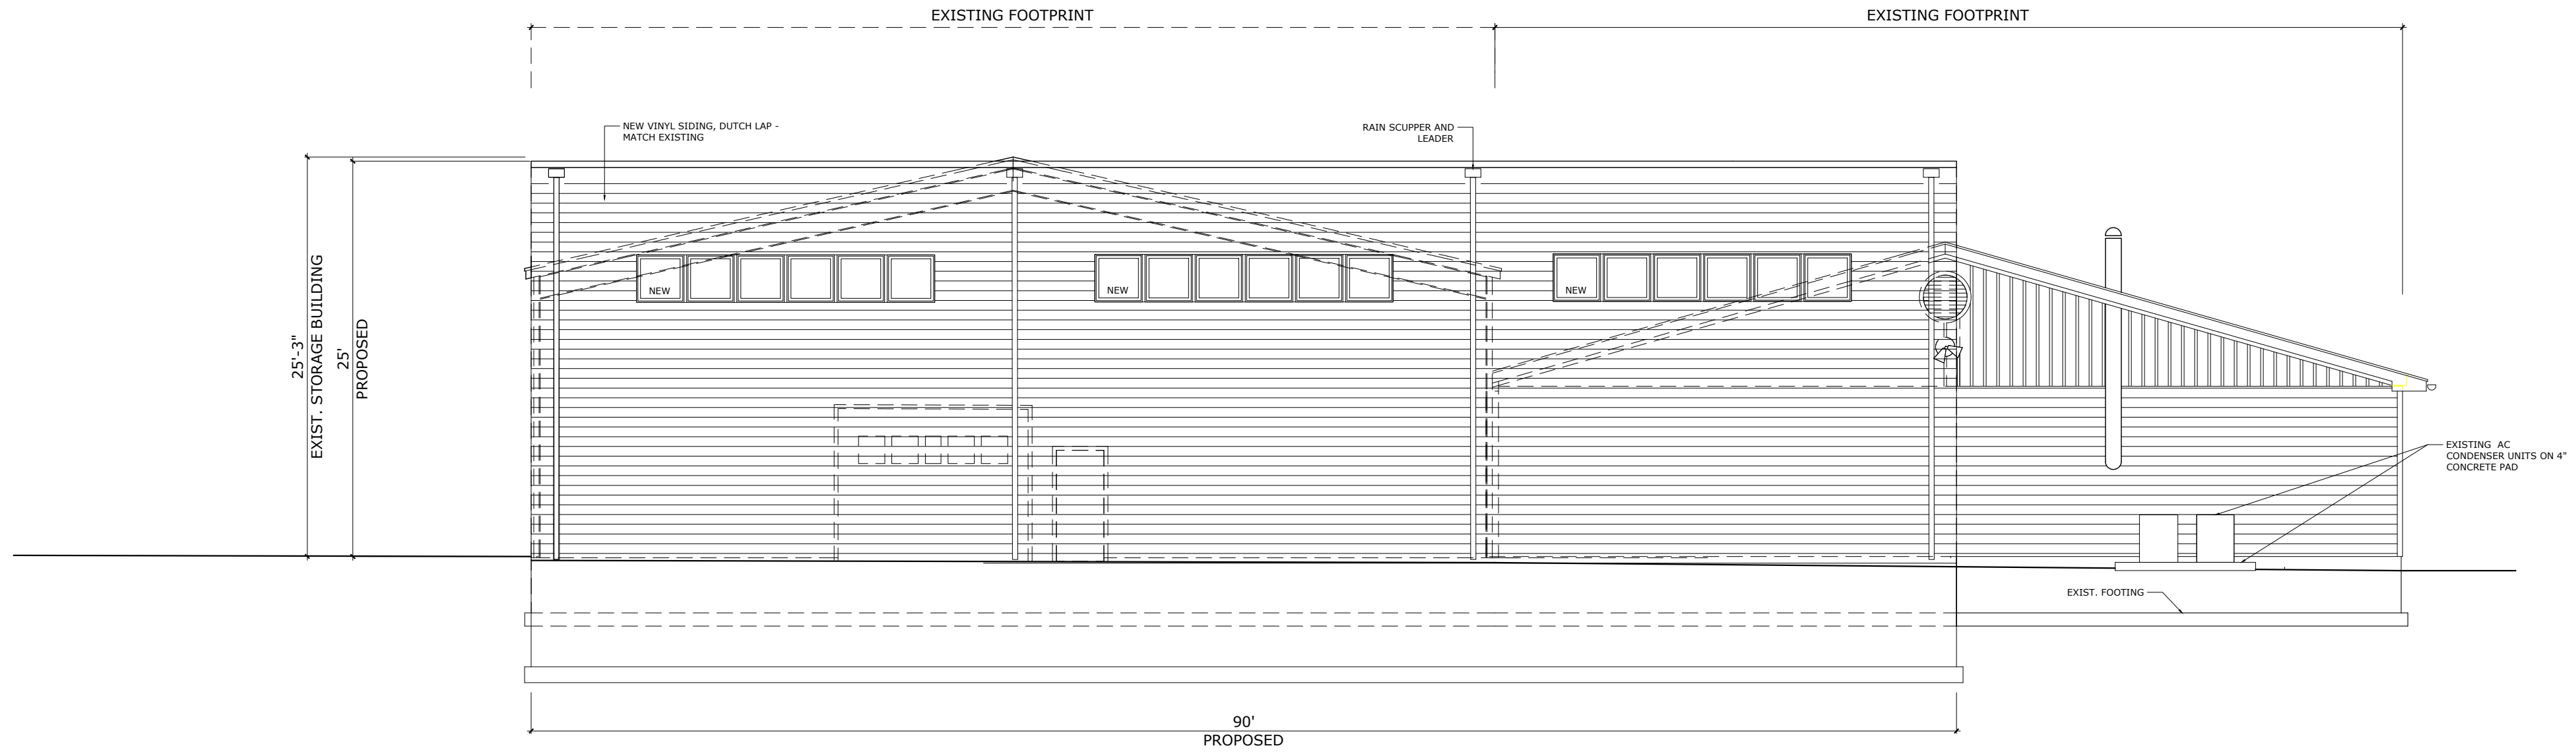 EXISTING FOOTPRINT
EXISTING FOOTPRINT
NEW VINYL SIDING, DUTCH LAP -
MATCH EXISTING
RAIN SCUPPER AND
LEADER
25'-3"
EXIST. STORAGE BUILDING
25'
PROPOSED
NEW
NEW
NEW
EXISTING  AC
CONDENSER UNITS ON 4"
CONCRETE PAD
EXIST. FOOTING
90'
PROPOSED